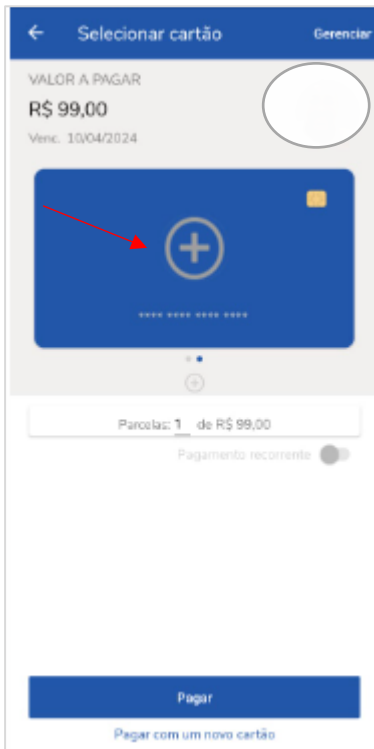 Selecionar cartão Gerenciar
VALOR A PAGAR
R$ 99,00
Venc. 10/04/2024
**** **** **** ****
Parcelas: 1 de R$ 99,00
Pagamento recorrente
Pagar
Pagar com um novo cartão